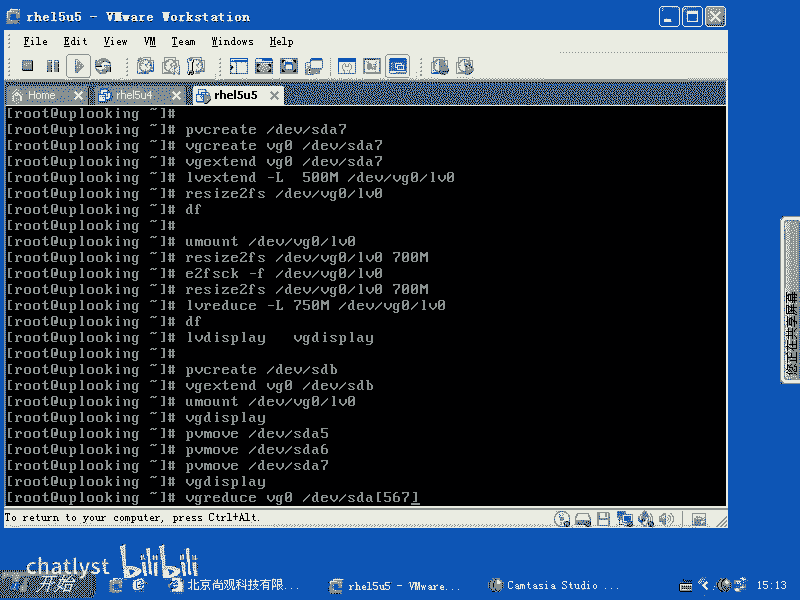 rhel5u5 - VMware Workstation
File Edit View VM Team Windows Help
Home rhel5u4 rhel5u5
[root@uplooking ~]#
[root@uplooking ~]# pvcreate /dev/sda7
[root@uplooking ~]# vgcreate vg0 /dev/sda7
[root@uplooking ~]# vgextend vg0 /dev/sda7
[root@uplooking ~]# lvextend -L  500M /dev/vg0/lv0
[root@uplooking ~]# resize2fs /dev/vg0/lv0
[root@uplooking ~]# df
[root@uplooking ~]#
[root@uplooking ~]# umount /dev/vg0/lv0
[root@uplooking ~]# resize2fs /dev/vg0/lv0 700M
[root@uplooking ~]# e2fsck -f /dev/vg0/lv0
[root@uplooking ~]# resize2fs /dev/vg0/lv0 700M
[root@uplooking ~]# lvreduce -L 750M /dev/vg0/lv0
[root@uplooking ~]# df
[root@uplooking ~]# lvdisplay   vgdisplay
[root@uplooking ~]#
[root@uplooking ~]# pvcreate /dev/sdb
[root@uplooking ~]# vgextend vg0 /dev/sdb
[root@uplooking ~]# umount /dev/vg0/lv0
[root@uplooking ~]# vgdisplay
[root@uplooking ~]# pvmove /dev/sda5
[root@uplooking ~]# pvmove /dev/sda6
[root@uplooking ~]# pvmove /dev/sda7
[root@uplooking ~]# vgdisplay
[root@uplooking ~]# vgreduce vg0 /dev/sda[567]_
To return to your computer, press Ctrl+Alt.
您正在共享屏幕
chatlyst bilibili
开始 北京尚观科技有限... rhel5u5 - VMware... Camtasia Studio ... 15:13